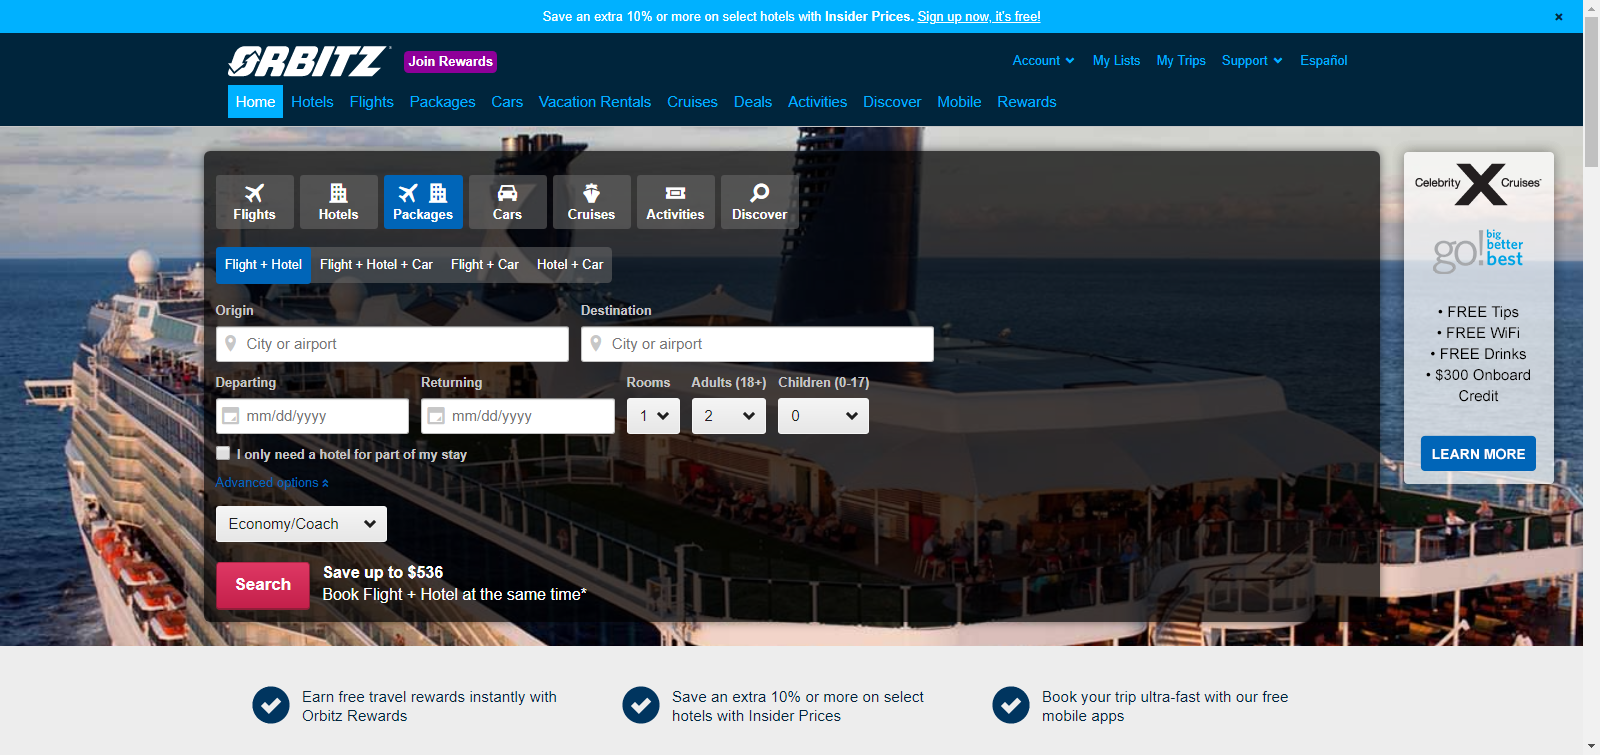 Save an extra 10% or more on select hotels with Insider Prices. Sign up now, it's free!
×
ORBITZ
Join Rewards
Account
My Lists
My Trips
Support
Español
Home
Hotels
Flights
Packages
Cars
Vacation Rentals
Cruises
Deals
Activities
Discover
Mobile
Rewards
Flights
Hotels
Packages
Cars
Cruises
Activities
Discover
Flight + Hotel
Flight + Hotel + Car
Flight + Car
Hotel + Car
Origin
Destination
City or airport
City or airport
Departing
Returning
Rooms
Adults (18+)
Children (0-17)
mm/dd/yyyy
mm/dd/yyyy
1
2
0
I only need a hotel for part of my stay
Advanced options
Economy/Coach
Search
Save up to $536
Book Flight + Hotel at the same time*
Celebrity X Cruises
go! big
better
best
• FREE Tips
• FREE WiFi
• FREE Drinks
• $300 Onboard
Credit
LEARN MORE
Earn free travel rewards instantly with
Orbitz Rewards
Save an extra 10% or more on select
hotels with Insider Prices
Book your trip ultra-fast with our free
mobile apps